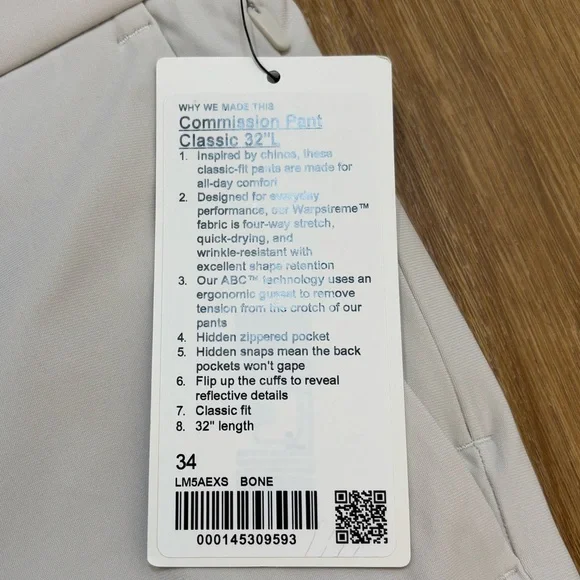 WHY WE MADE THIS
Commission Pant
Classic 32"L
1. Inspired by chinos, these
classic-fit pants are made for
all-day comfort
2. Designed for everyday
performance, our Warpstreme™
fabric is four-way stretch,
quick-drying, and
wrinkle-resistant with
excellent shape retention
3. Our ABC™ technology uses an
ergonomic gusset to remove
tension from the crotch of our
pants
4. Hidden zippered pocket
5. Hidden snaps mean the back
pockets won't gape
6. Flip up the cuffs to reveal
reflective details
7. Classic fit
8. 32" length
34
LM5AEXS BONE
000145309593